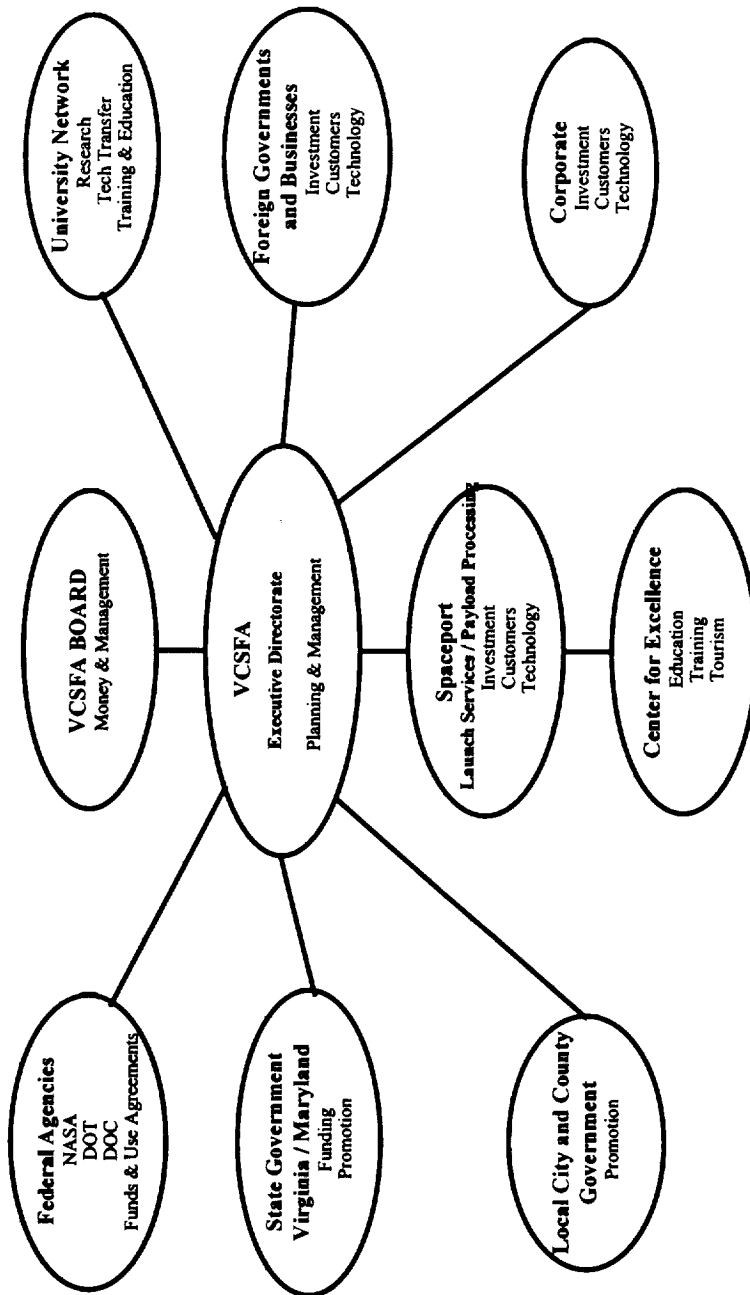 Federal Agencies
NASA
DOT
DOC
Funds & Use Agreements
VCSFA BOARD
Money & Management
University Network
Research
Tech Transfer
Training & Education
State Government
Virginia / Maryland
Funding
Promotion
VCSFA
Executive Directorate
Planning & Management
Foreign Governments
and Businesses
Investment
Customers
Technology
Local City and County
Government
Promotion
Spaceport
Launch Services / Payload Processing
Investment
Customers
Technology
Corporate
Investment
Customers
Technology
Center for Excellence
Education
Training
Tourism